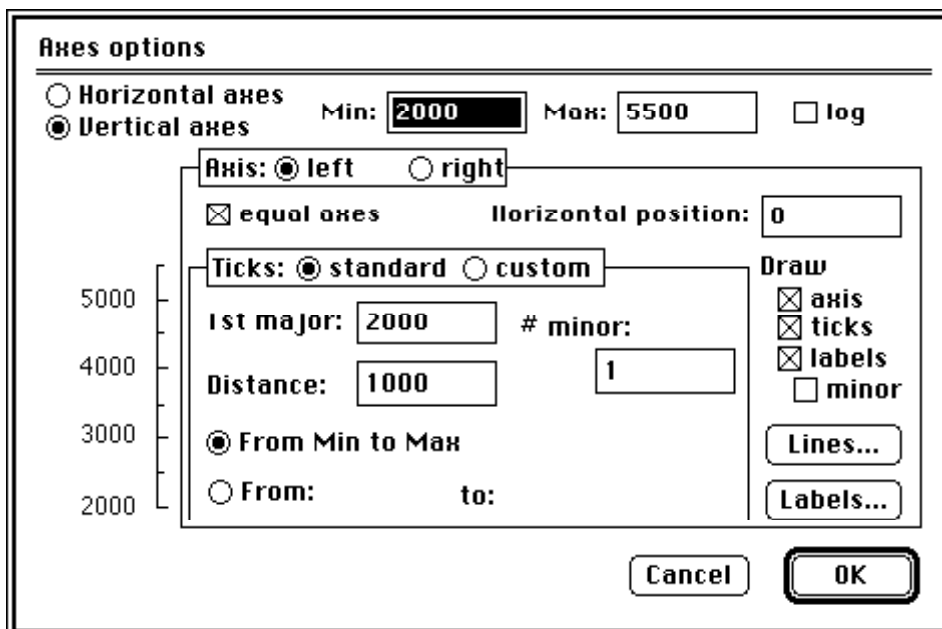 Axes options
Horizontal axes
Vertical axes
Min: 2000 Max: 5500 log
Axis: left right
equal axes Horizontal position: 0
Ticks: standard custom
Draw
axis
ticks
labels
minor
1st major: 2000 # minor:
1
Distance: 1000
From Min to Max
From: to:
5000
4000
3000
2000
Lines...
Labels...
Cancel OK